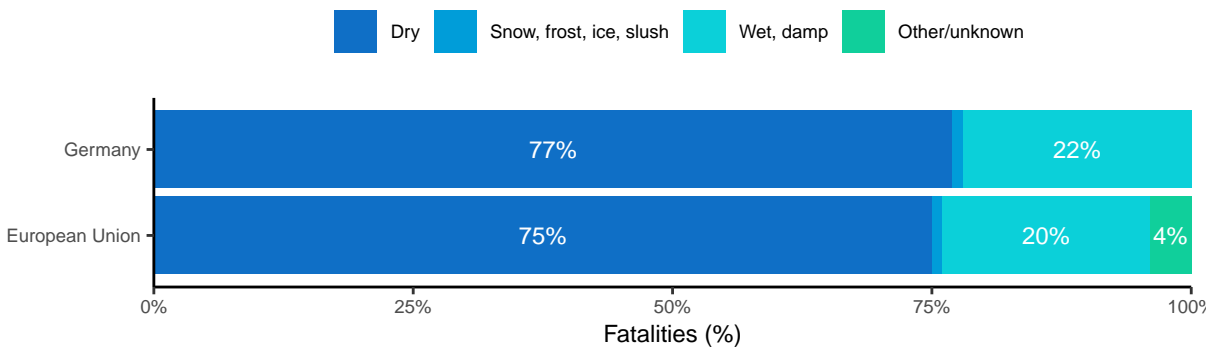 Dry Snow, frost, ice, slush Wet, damp Other/unknown
Germany 77% 22%
European Union 75% 20% 4%
0% 25% 50% 75% 100%
Fatalities (%)